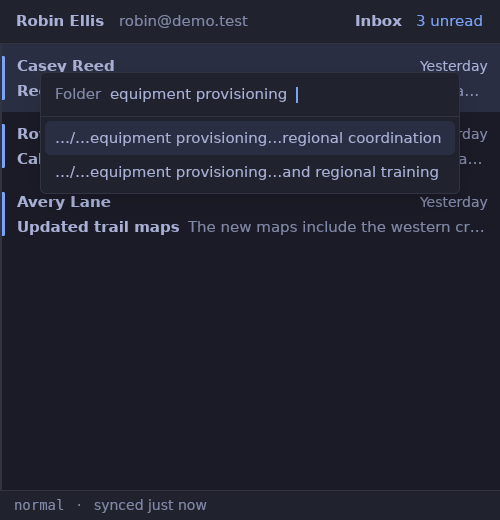 Robin Ellis robin@demo.test Inbox 3 unread
Casey Reed Yesterday
Folder equipment provisioning
.../...equipment provisioning...regional coordination
.../...equipment provisioning...and regional training
Avery Lane Yesterday
Updated trail maps The new maps include the western cr...
normal · synced just now